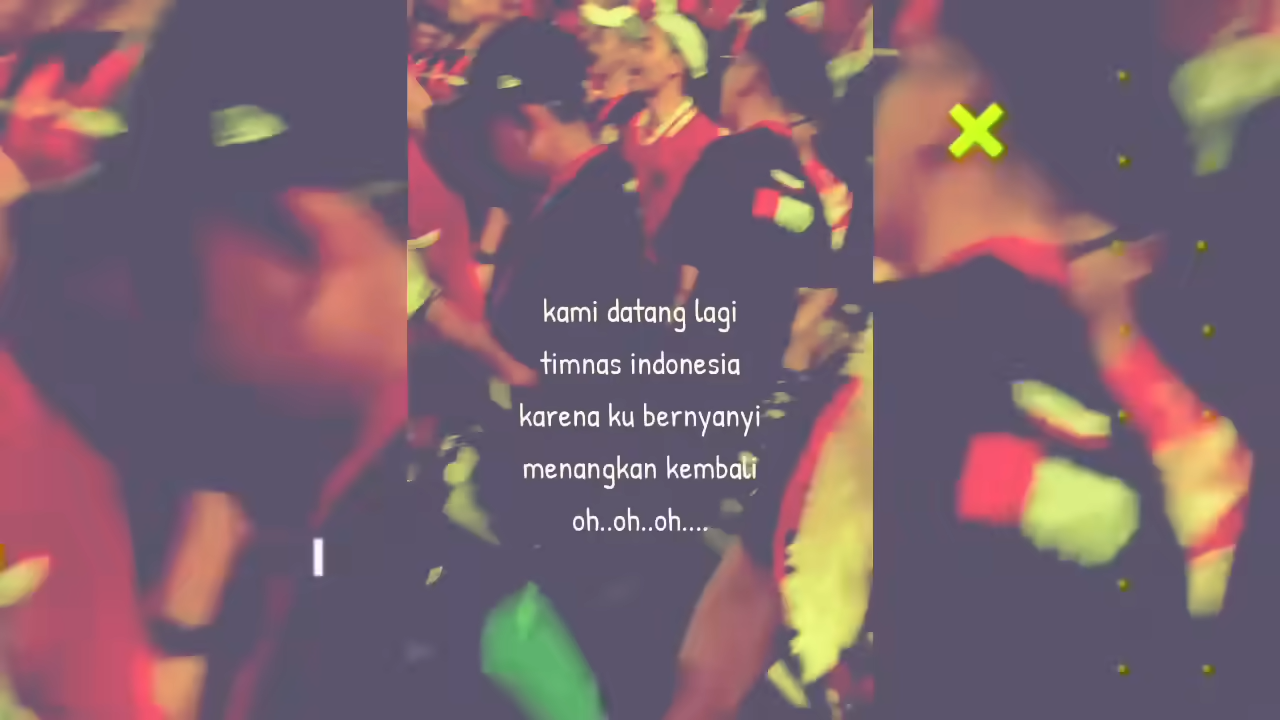 kami datang lagi
timnas indonesia
karena ku bernyanyi
menangkan kembali
oh..oh..oh....